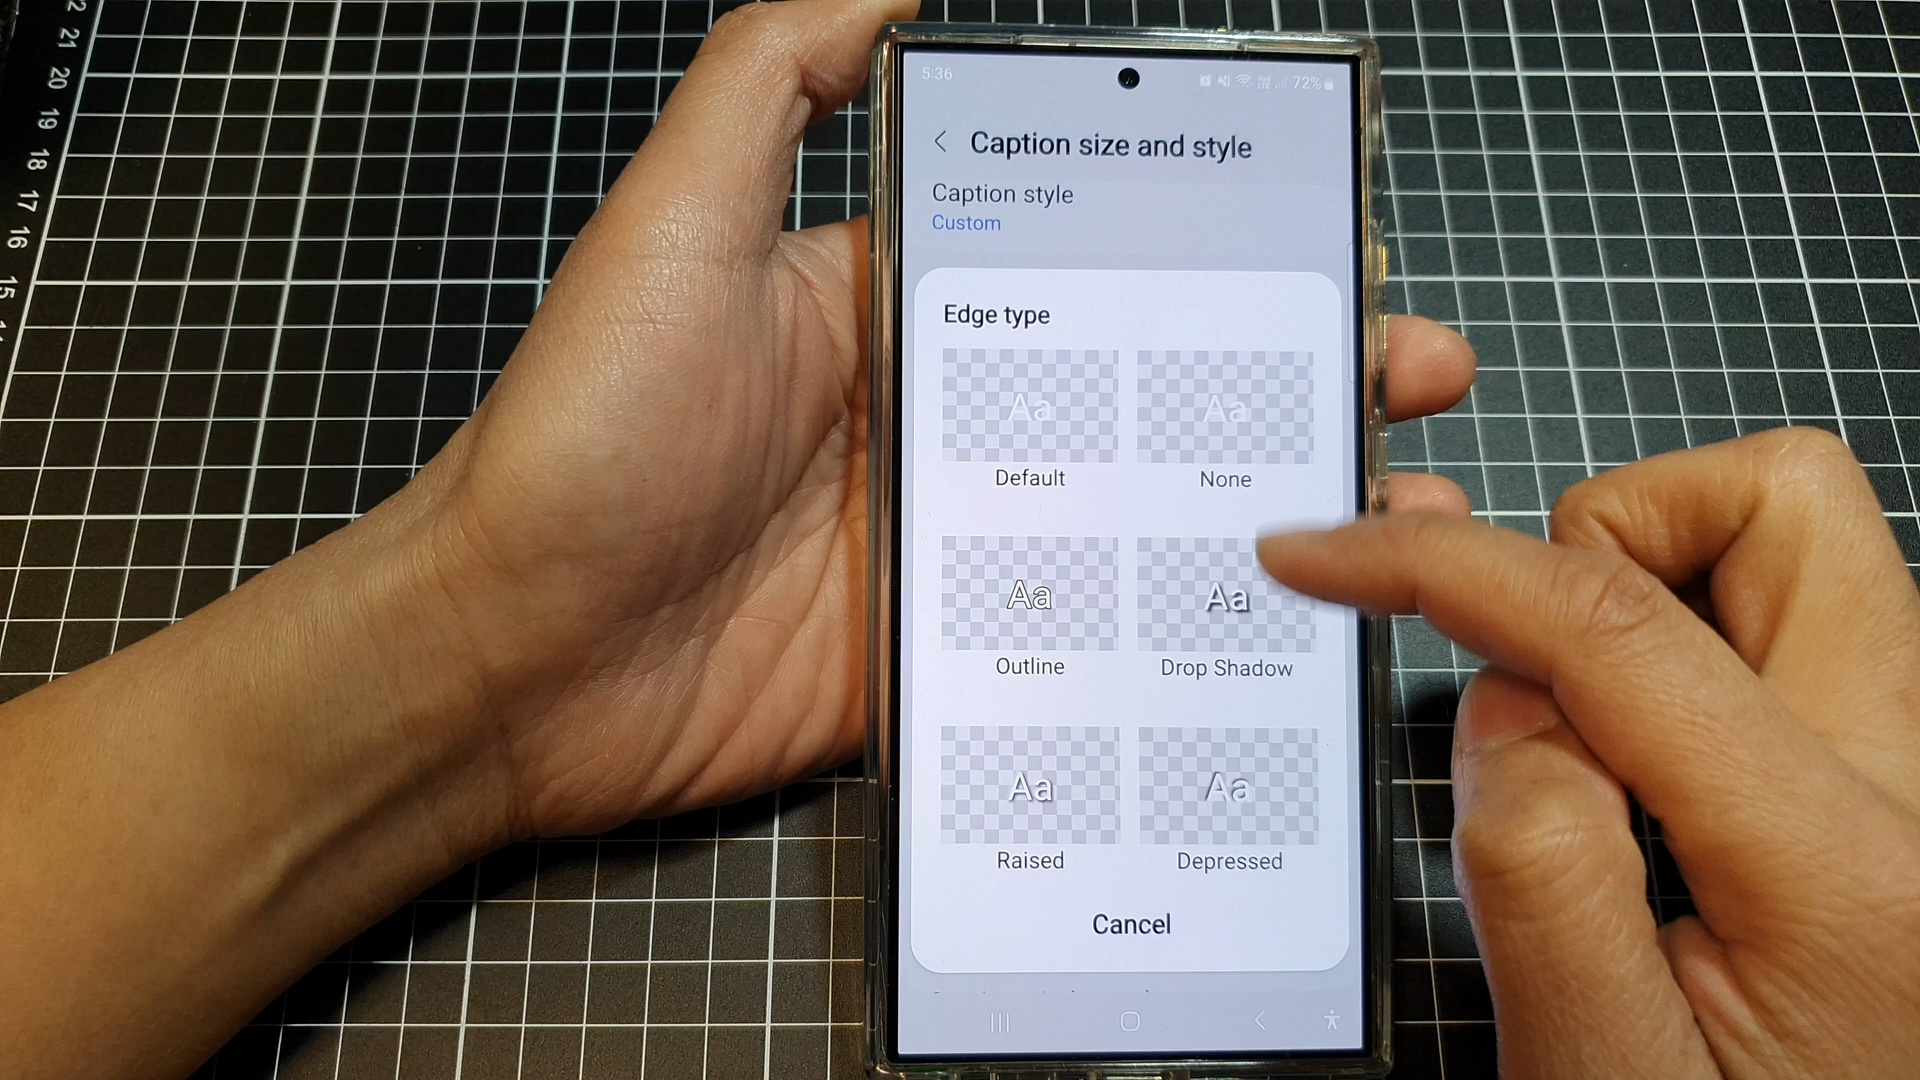 21
20
19
18
17
16
15
5:36
72%
Caption size and style
Caption style
Custom
Edge type
Aa
Aa
Default
None
Aa
Aa
Outline
Drop Shadow
Aa
Aa
Raised
Depressed
Cancel